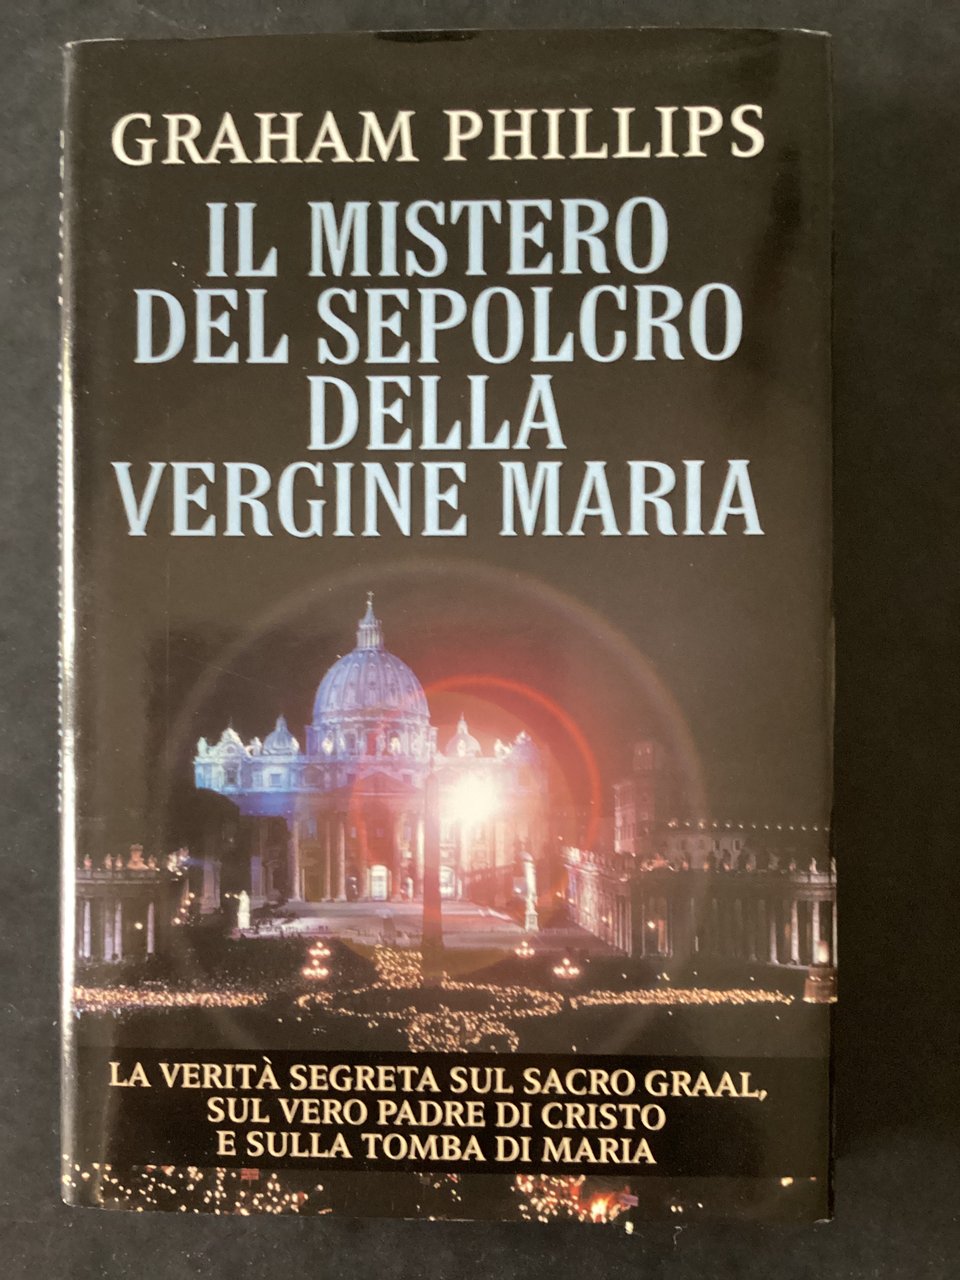 GRAHAM PHILLIPS
IL MISTERO
DEL SEPOLCRO
DELLA
VERGINE MARIA
LA VERITÀ SEGRETA SUL SACRO GRAAL,
SUL VERO PADRE DI CRISTO
E SULLA TOMBA DI MARIA